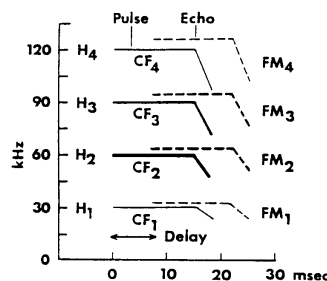 Pulse Echo
120 H4 CF4 FM4
90 H3 CF3 FM3
kHz
60 H2 CF2 FM2
30 H1 CF1 FM1
Delay
0
0 10 20 30 msec